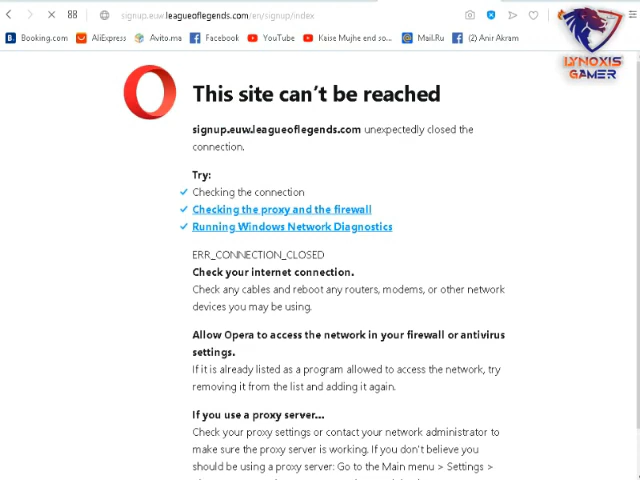 signup.euw.leagueoflegends.com/en/signup/index
Booking.com AliExpress Avito.ma Facebook YouTube Kaise Mujhe end so... Mail.Ru (2) Anir Akram
LYNOXIS
GAMER
This site can't be reached
signup.euw.leagueoflegends.com unexpectedly closed the
connection.
Try:
Checking the connection
Checking the proxy and the firewall
Running Windows Network Diagnostics
ERR_CONNECTION_CLOSED
Check your internet connection.
Check any cables and reboot any routers, modems, or other network
devices you may be using.
Allow Opera to access the network in your firewall or antivirus
settings.
If it is already listed as a program allowed to access the network, try
removing it from the list and adding it again.
If you use a proxy server...
Check your proxy settings or contact your network administrator to
make sure the proxy server is working. If you don't believe you
should be using a proxy server: Go to the Main menu > Settings >